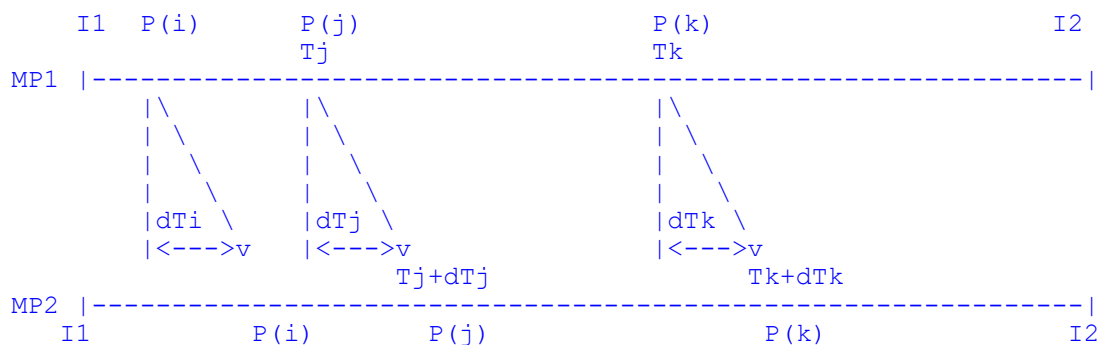 I1  P(i)       P(j)                  P(k)                     I2
               Tj                    Tk
MP1 |--------------------------------------------------------------|
    |\         |\                    |\
    | \        | \                   | \
    |  \       |  \                  |  \
    |   \      |   \                 |   \
    |dTi \     |dTj \                |dTk \
    |<--->v    |<--->v               |<--->v
                     Tj+dTj                Tk+dTk
MP2 |--------------------------------------------------------------|
   I1          P(i)       P(j)                   P(k)               I2